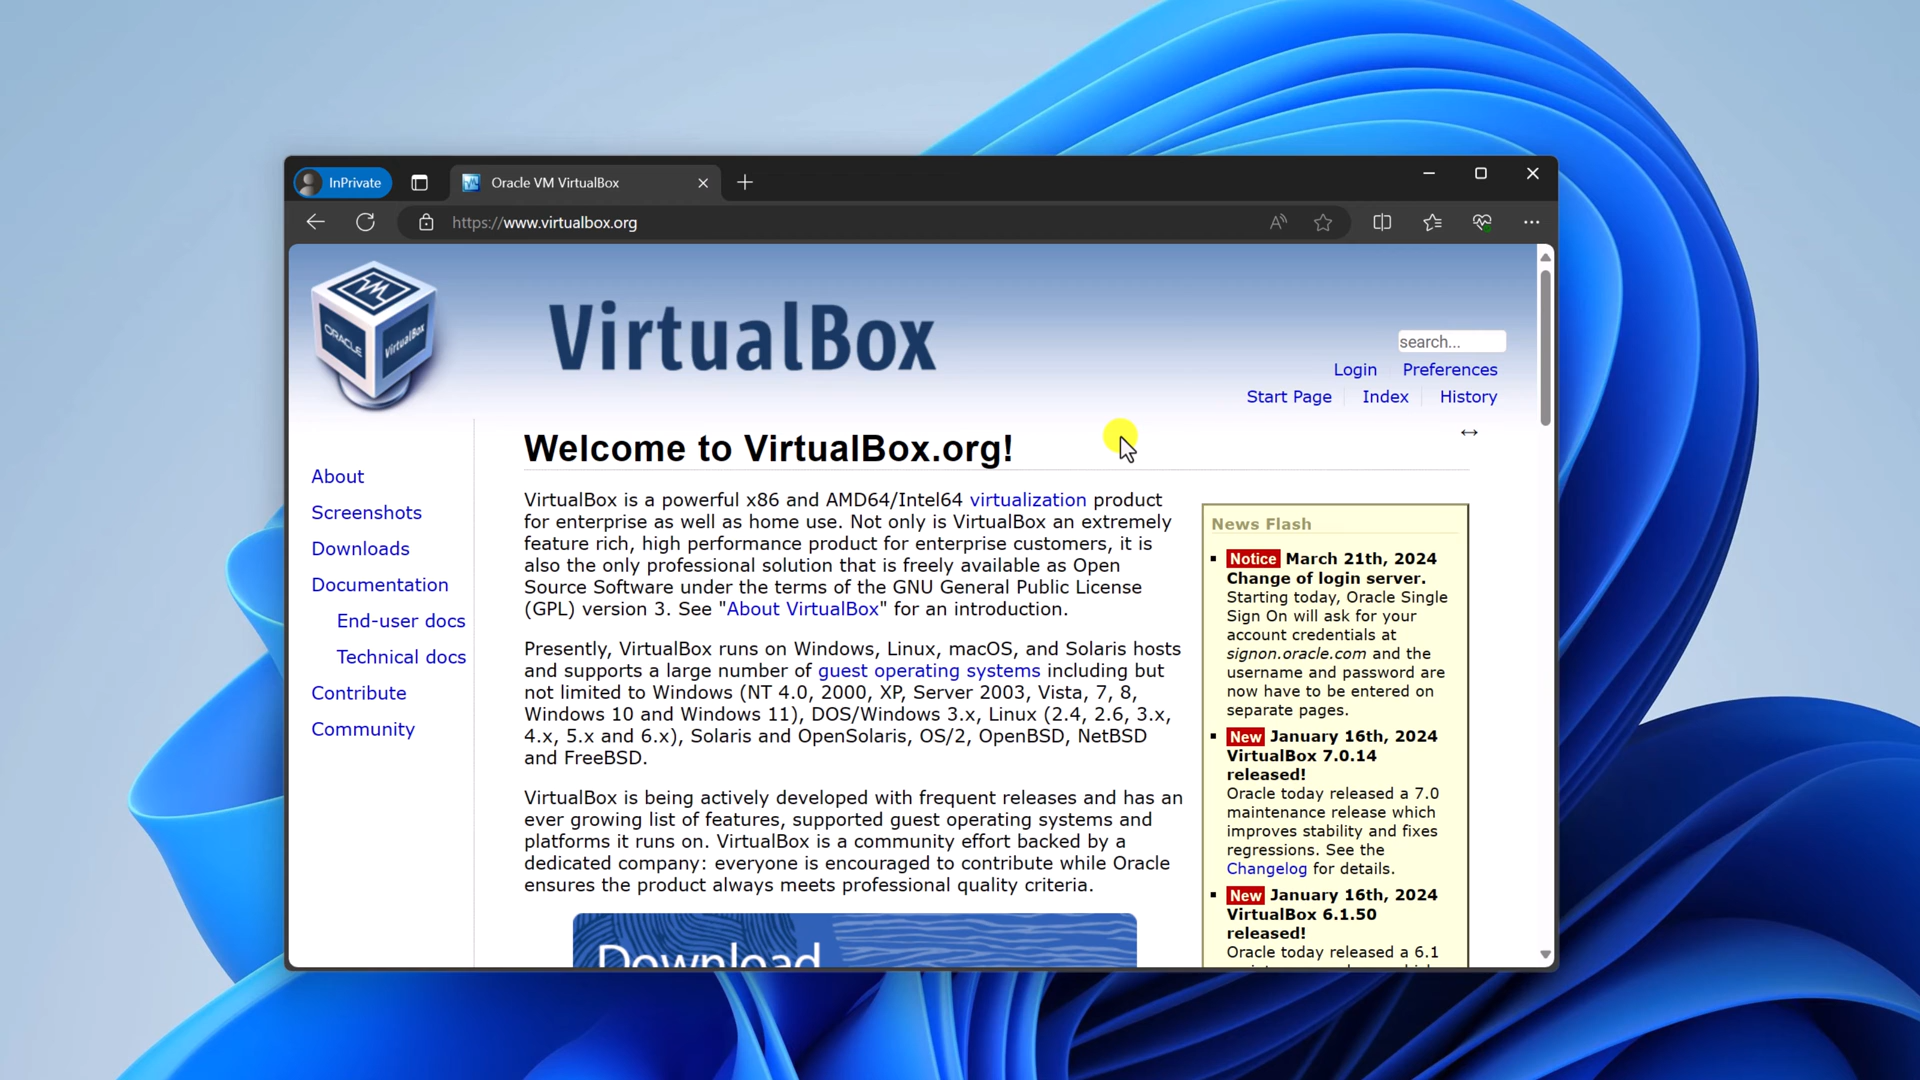 InPrivate
Oracle VM VirtualBox
https://www.virtualbox.org
ORACLE
VirtualBox
VirtualBox
search...
Login
Preferences
Start Page
Index
History
Welcome to VirtualBox.org!
About
Screenshots
Downloads
Documentation
End-user docs
Technical docs
Contribute
Community
VirtualBox is a powerful x86 and AMD64/Intel64 virtualization product
for enterprise as well as home use. Not only is VirtualBox an extremely
feature rich, high performance product for enterprise customers, it is
also the only professional solution that is freely available as Open
Source Software under the terms of the GNU General Public License
(GPL) version 3. See "About VirtualBox" for an introduction.
Presently, VirtualBox runs on Windows, Linux, macOS, and Solaris hosts
and supports a large number of guest operating systems including but
not limited to Windows (NT 4.0, 2000, XP, Server 2003, Vista, 7, 8,
Windows 10 and Windows 11), DOS/Windows 3.x, Linux (2.4, 2.6, 3.x,
4.x, 5.x and 6.x), Solaris and OpenSolaris, OS/2, OpenBSD, NetBSD
and FreeBSD.
VirtualBox is being actively developed with frequent releases and has an
ever growing list of features, supported guest operating systems and
platforms it runs on. VirtualBox is a community effort backed by a
dedicated company: everyone is encouraged to contribute while Oracle
ensures the product always meets professional quality criteria.
Download
News Flash
Notice March 21th, 2024
Change of login server.
Starting today, Oracle Single
Sign On will ask for your
account credentials at
signon.oracle.com and the
username and password are
now have to be entered on
separate pages.
New January 16th, 2024
VirtualBox 7.0.14
released!
Oracle today released a 7.0
maintenance release which
improves stability and fixes
regressions. See the
Changelog for details.
New January 16th, 2024
VirtualBox 6.1.50
released!
Oracle today released a 6.1